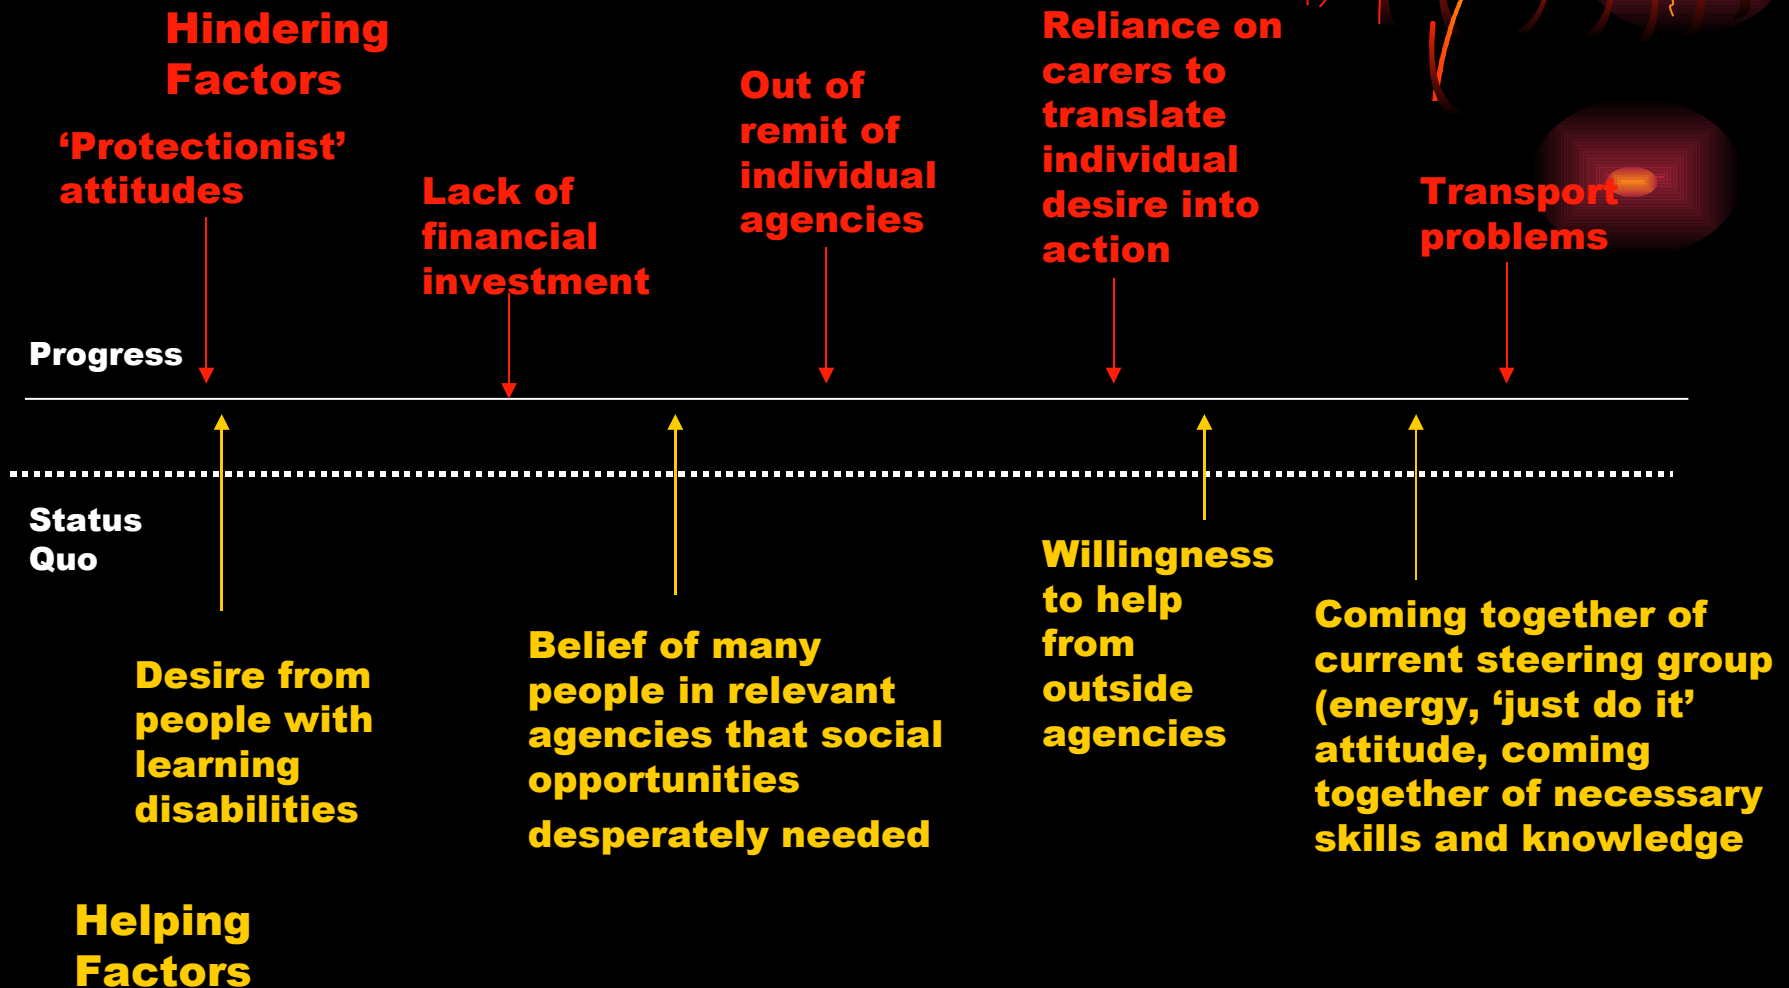 Hindering
Factors
‘Protectionist’
attitudes
Lack of
financial
investment
Out of
remit of
individual
agencies
Reliance on
carers to
translate
individual
desire into
action
Transport
problems
Progress
Status
Quo
Desire from
people with
learning
disabilities
Belief of many
people in relevant
agencies that social
opportunities
desperately needed
Willingness
to help
from
outside
agencies
Coming together of
current steering group
(energy, ‘just do it’
attitude, coming
together of necessary
skills and knowledge
Helping
Factors